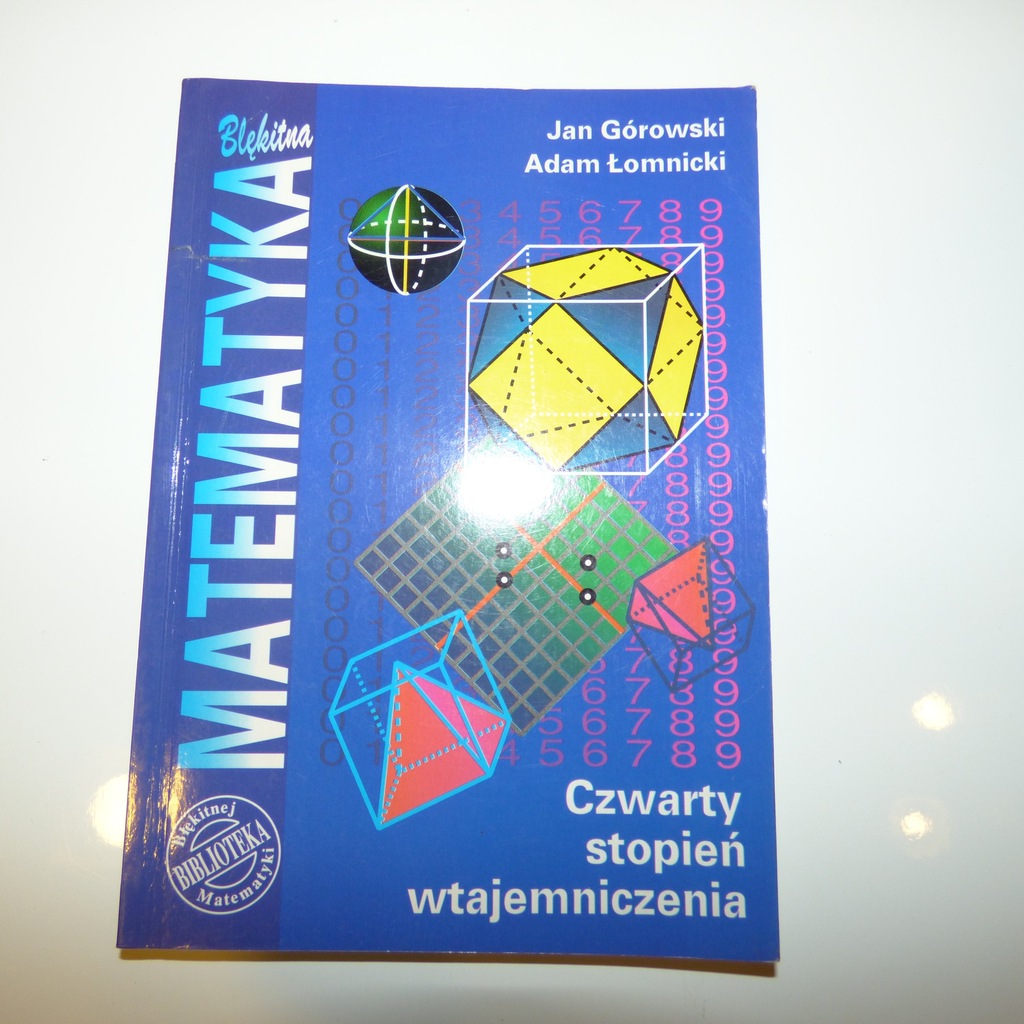 Błękitna
MATEMATYKA
Jan Górowski
Adam Łomnicki
Czwarty
stopień
wtajemniczenia
Błękitnej
BIBLIOTEKA
Matematyki